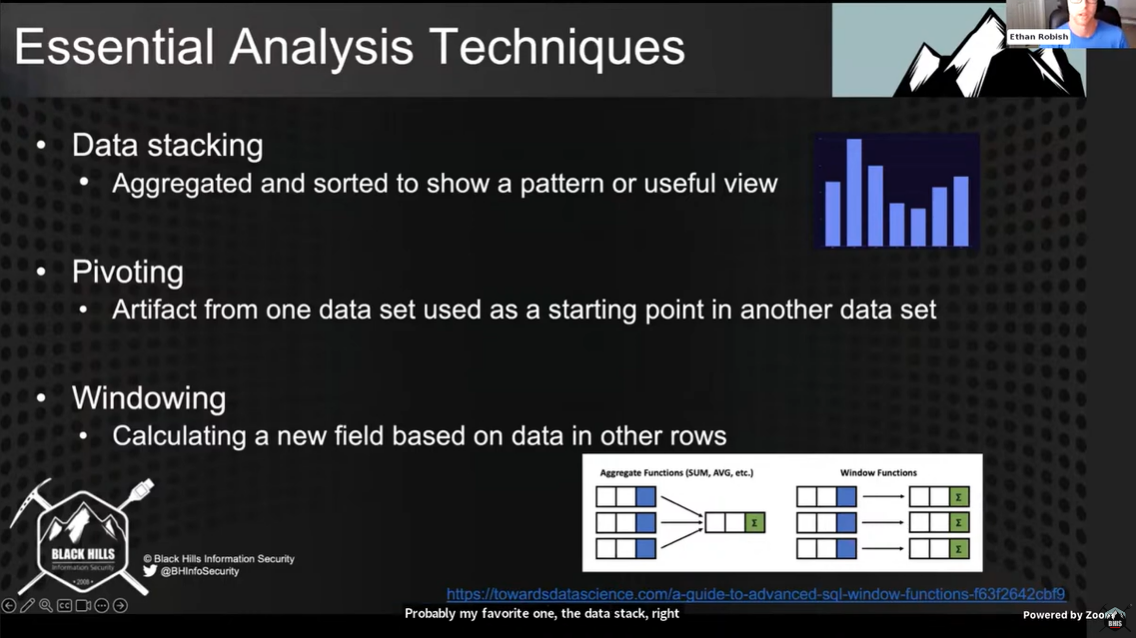 Essential Analysis Techniques
Ethan Robish
• Data stacking
• Aggregated and sorted to show a pattern or useful view
• Pivoting
• Artifact from one data set used as a starting point in another data set
• Windowing
• Calculating a new field based on data in other rows
Aggregate Functions (SUM, AVG, etc.)
Window Functions
Σ
Σ
Σ
Σ
BLACK HILLS
Information Security
• 2008 •
© Black Hills Information Security
@BHInfoSecurity
https://towardsdatascience.com/a-guide-to-advanced-sql-window-functions-f63f2642cbf9
CC
Probably my favorite one, the data stack, right
Powered by Zoom
BHIS